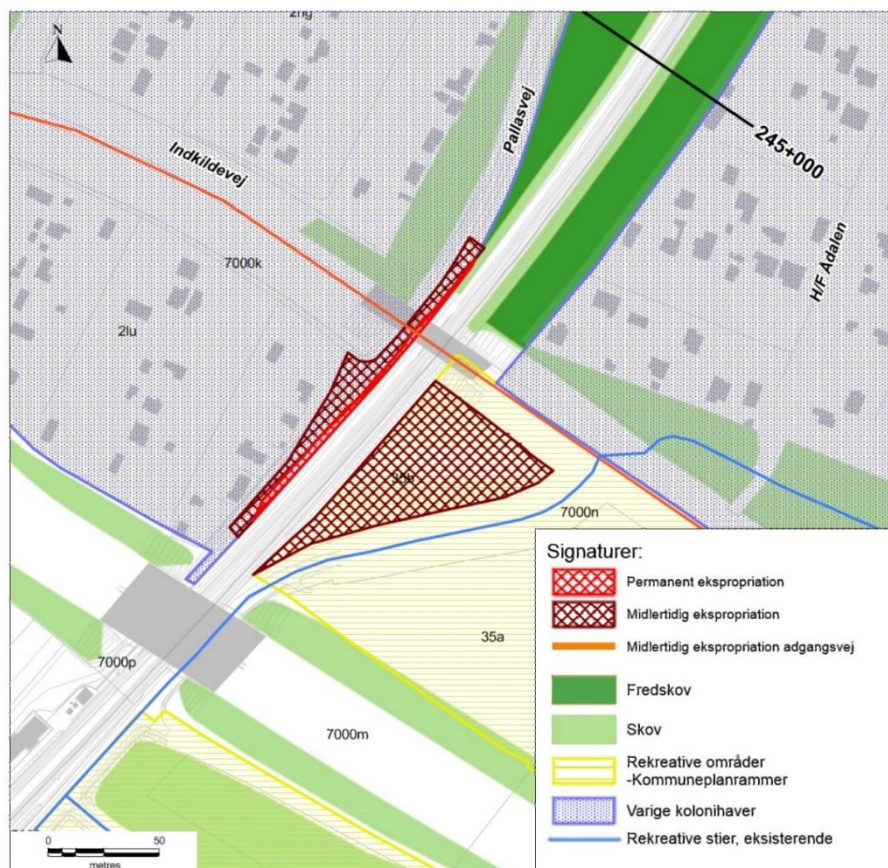 2hg
N
Pallasvej
245+000
Indkildevej
H/F Ådalen
7000k
2lu
35b
7000n
35a
7000p
7000m
Signaturer:
Permanent ekspropriation
Midlertidig ekspropriation
Midlertidig ekspropriation adgangsvej
Fredskov
Skov
Rekreative områder
-Kommuneplanrammer
Varige kolonihaver
Rekreative stier, eksisterende
0 50
metres